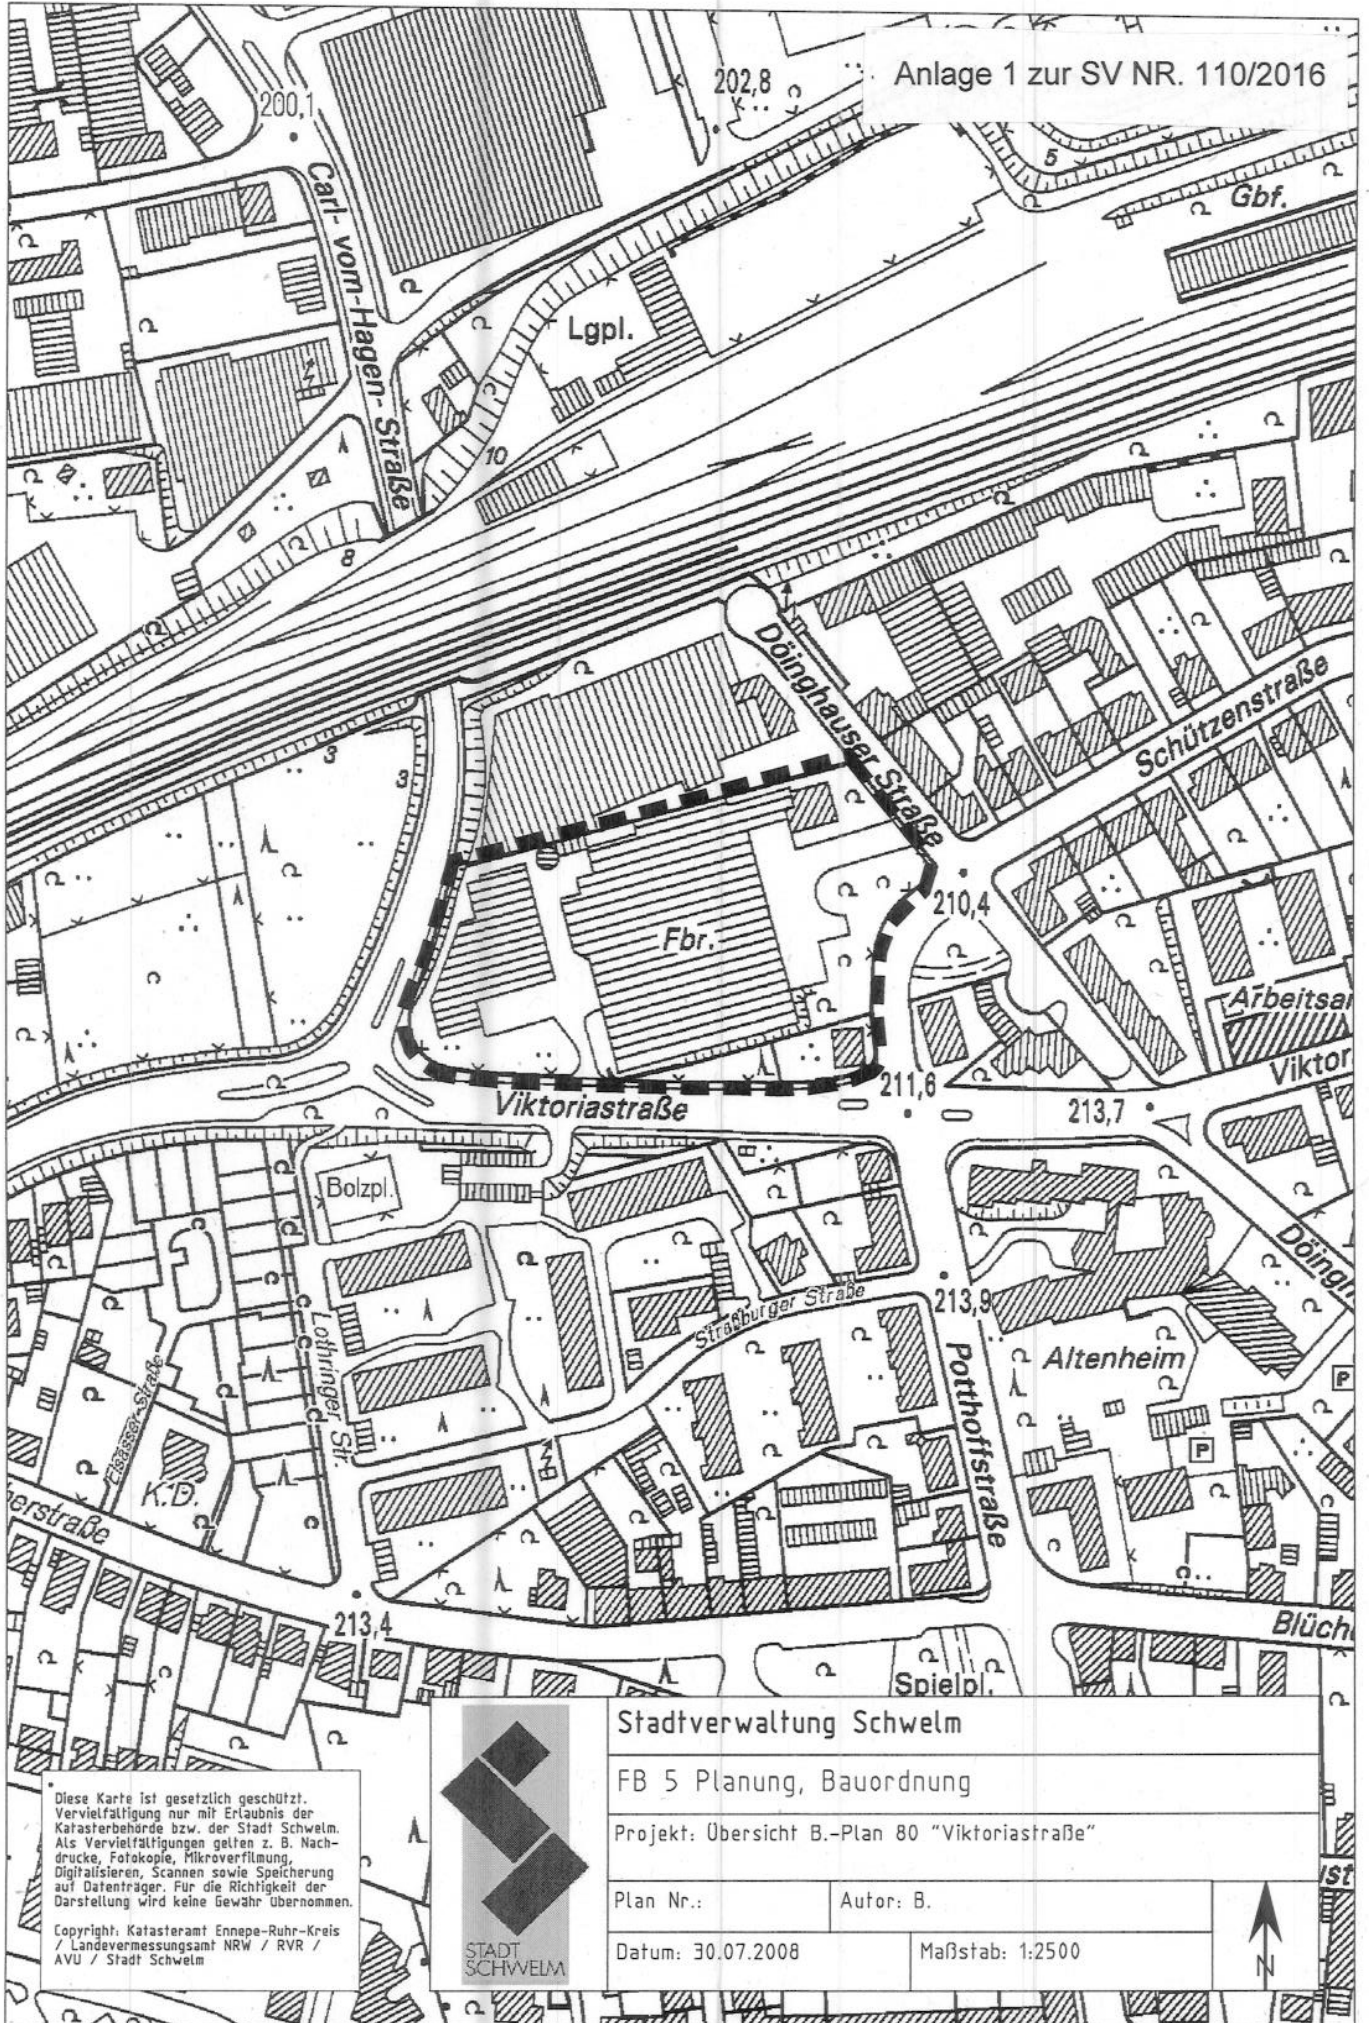 Anlage 1 zur SV NR. 110/2016
202,8
200,1
5
Gbf.
Carl-vom-Hagen-Straße
Lgpl.
10
8
Döinghauser Straße
Schützenstraße
3
3
210,4
Fbr.
Arbeitsa
Viktor
211,6
Viktoriastraße
213,7
Bolzpl.
Döingh
Straßburger Straße
213,9
Lothringer Str.
Altenheim
P
Potthoffstraße
Elsässer-Straße
P
K.D.
erstraße
213,4
Blüch
Spielpl.
Stadtverwaltung Schwelm
FB 5 Planung, Bauordnung
Projekt: Übersicht B.-Plan 80 "Viktoriastraße"
Plan Nr.:
Autor: B.
Datum: 30.07.2008
Maßstab: 1:2500
N
STADT
SCHWELM
Diese Karte ist gesetzlich geschützt.
Vervielfältigung nur mit Erlaubnis der
Katasterbehörde bzw. der Stadt Schwelm.
Als Vervielfältigungen gelten z. B. Nach-
drucke, Fotokopie, Mikroverfilmung,
Digitalisieren, Scannen sowie Speicherung
auf Datenträger. Für die Richtigkeit der
Darstellung wird keine Gewähr übernommen.
Copyright: Katasteramt Ennepe-Ruhr-Kreis
/ Landevermessungsamt NRW / RVR /
AVU / Stadt Schwelm
ust